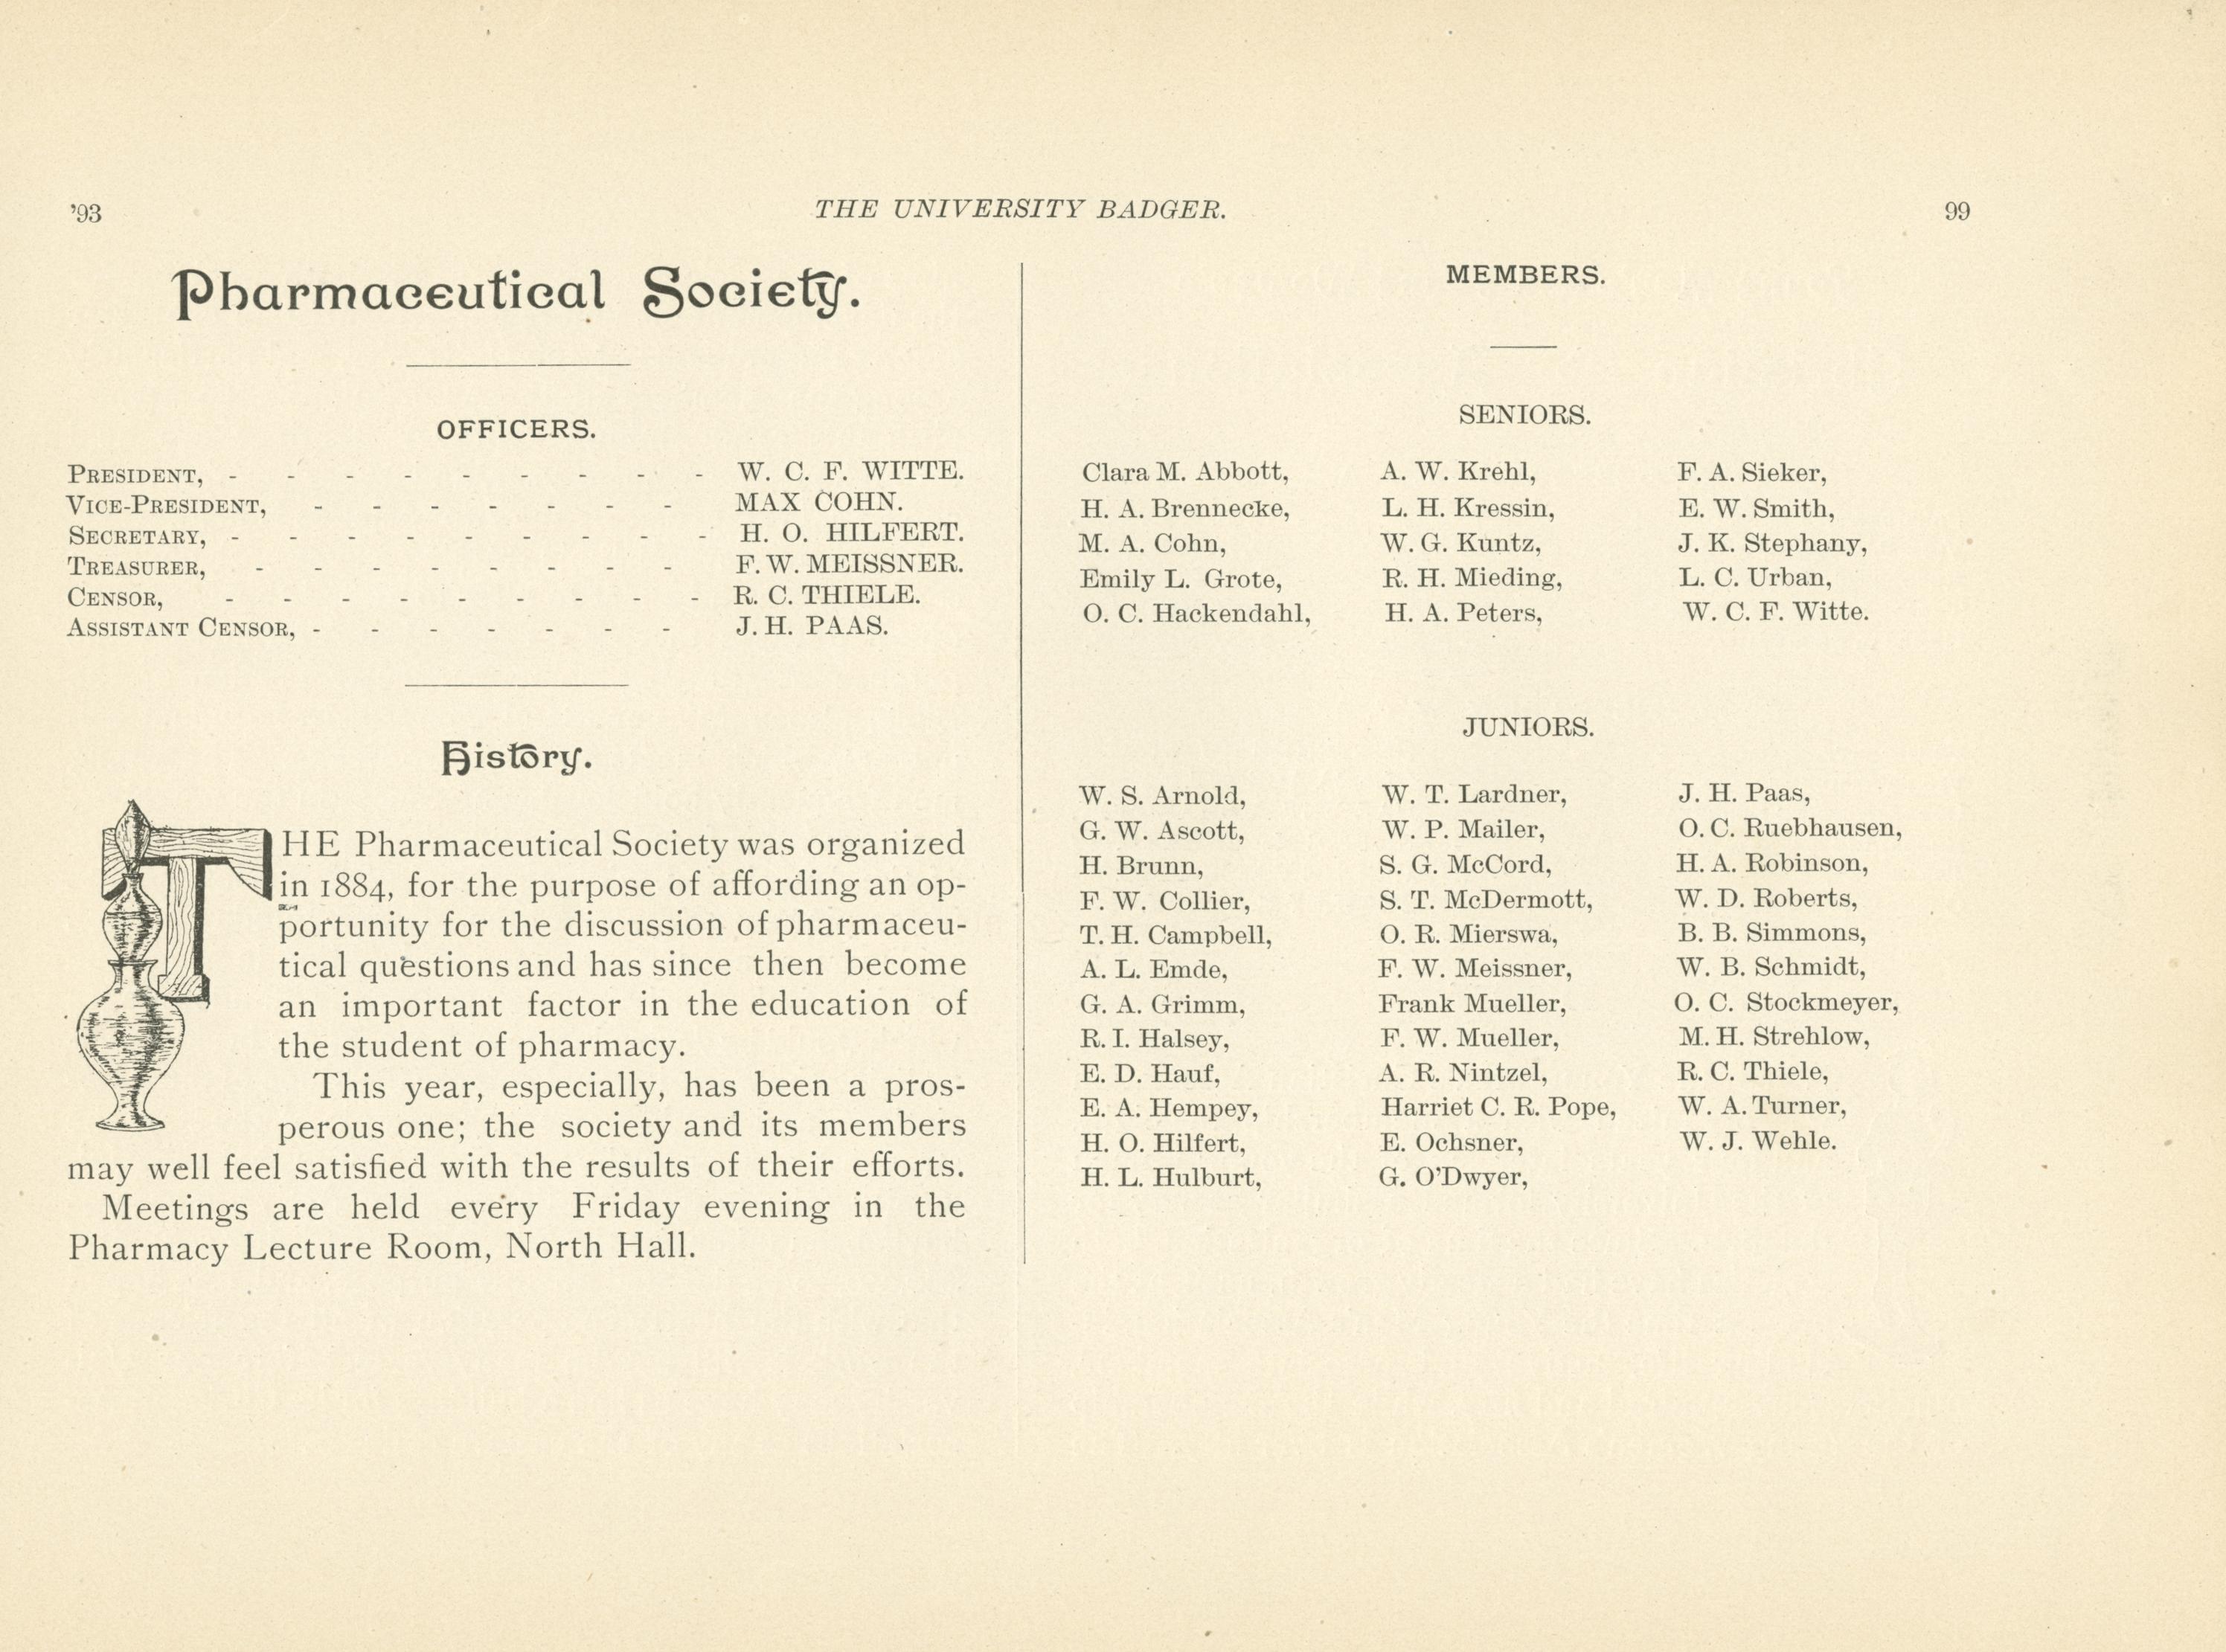 '93
THE UNIVERSITY BADGER.
99
Pharmaceutical Society.
OFFICERS.
PRESIDENT, - - - - - - - - - W. C. F. WITTE.
VICE-PRESIDENT, - - - - - - - MAX COHN.
SECRETARY, - - - - - - - - - H. O. HILFERT.
TREASURER, - - - - - - - - F. W. MEISSNER.
CENSOR, - - - - - - - - - R. C. THIELE.
ASSISTANT CENSOR, - - - - - - - J. H. PAAS.
History.
THE Pharmaceutical Society was organized
in 1884, for the purpose of affording an op-
portunity for the discussion of pharmaceu-
tical questions and has since then become
an important factor in the education of
the student of pharmacy.
This year, especially, has been a pros-
perous one; the society and its members
may well feel satisfied with the results of their efforts.
Meetings are held every Friday evening in the
Pharmacy Lecture Room, North Hall.
MEMBERS.
SENIORS.
Clara M. Abbott,
H. A. Brennecke,
M. A. Cohn,
Emily L. Grote,
O. C. Hackendahl,
A. W. Krehl,
L. H. Kressin,
W. G. Kuntz,
R. H. Mieding,
H. A. Peters,
F. A. Sieker,
E. W. Smith,
J. K. Stephany,
L. C. Urban,
W. C. F. Witte.
JUNIORS.
W. S. Arnold,
G. W. Ascott,
H. Brunn,
F. W. Collier,
T. H. Campbell,
A. L. Emde,
G. A. Grimm,
R. I. Halsey,
E. D. Hauf,
E. A. Hempey,
H. O. Hilfert,
H. L. Hulburt,
W. T. Lardner,
W. P. Mailer,
S. G. McCord,
S. T. McDermott,
O. R. Mierswa,
F. W. Meissner,
Frank Mueller,
F. W. Mueller,
A. R. Nintzel,
Harriet C. R. Pope,
E. Ochsner,
G. O'Dwyer,
J. H. Paas,
O. C. Ruebhausen,
H. A. Robinson,
W. D. Roberts,
B. B. Simmons,
W. B. Schmidt,
O. C. Stockmeyer,
M. H. Strehlow,
R. C. Thiele,
W. A. Turner,
W. J. Wehle.